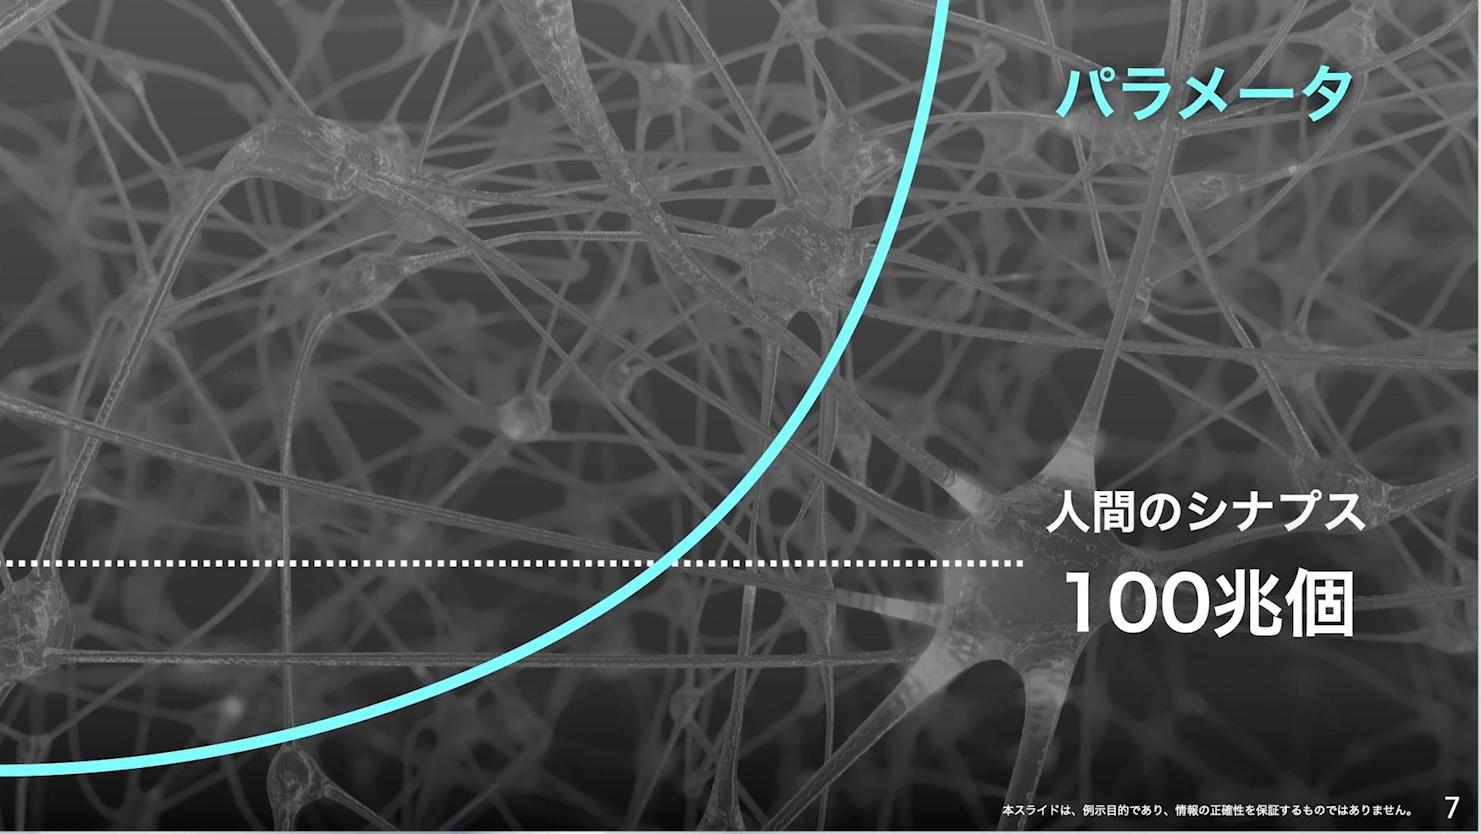 パラメータ
人間のシナプス
100兆個
本スライドは、例示目的であり、情報の正確性を保証するものではありません。
7